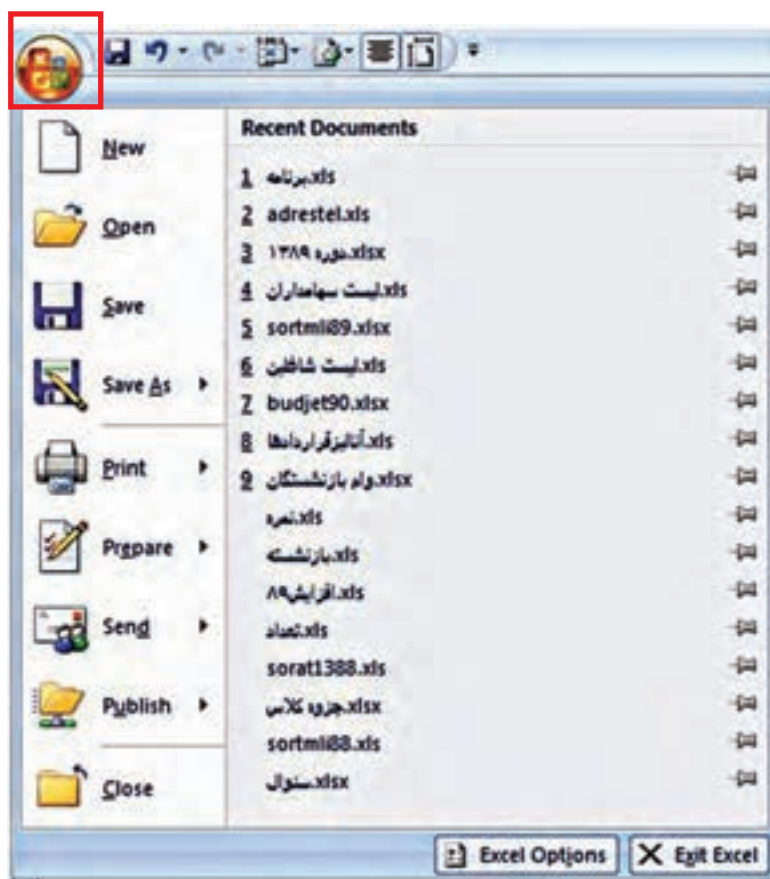 New
Open
Save
Save As
Print
Prepare
Send
Publish
Close
Recent Documents
1 برنامه.xls
2 adrestel.xls
3 دوره ۱۳۸۹.xlsx
4 لیست سهامداران.xls
5 sortmli89.xlsx
6 لیست شاغلین.xls
7 budjet90.xlsx
8 آنالیزقراردادها.xls
9 وام بازنشستگان.xlsx
نمره.xls
بازنشسته.xls
افزایش۸۹.xls
تعداد.xls
sorat1388.xls
جزوه کلاس.xlsx
sortmli88.xls
سئوال.xlsx
Excel Options
Exit Excel